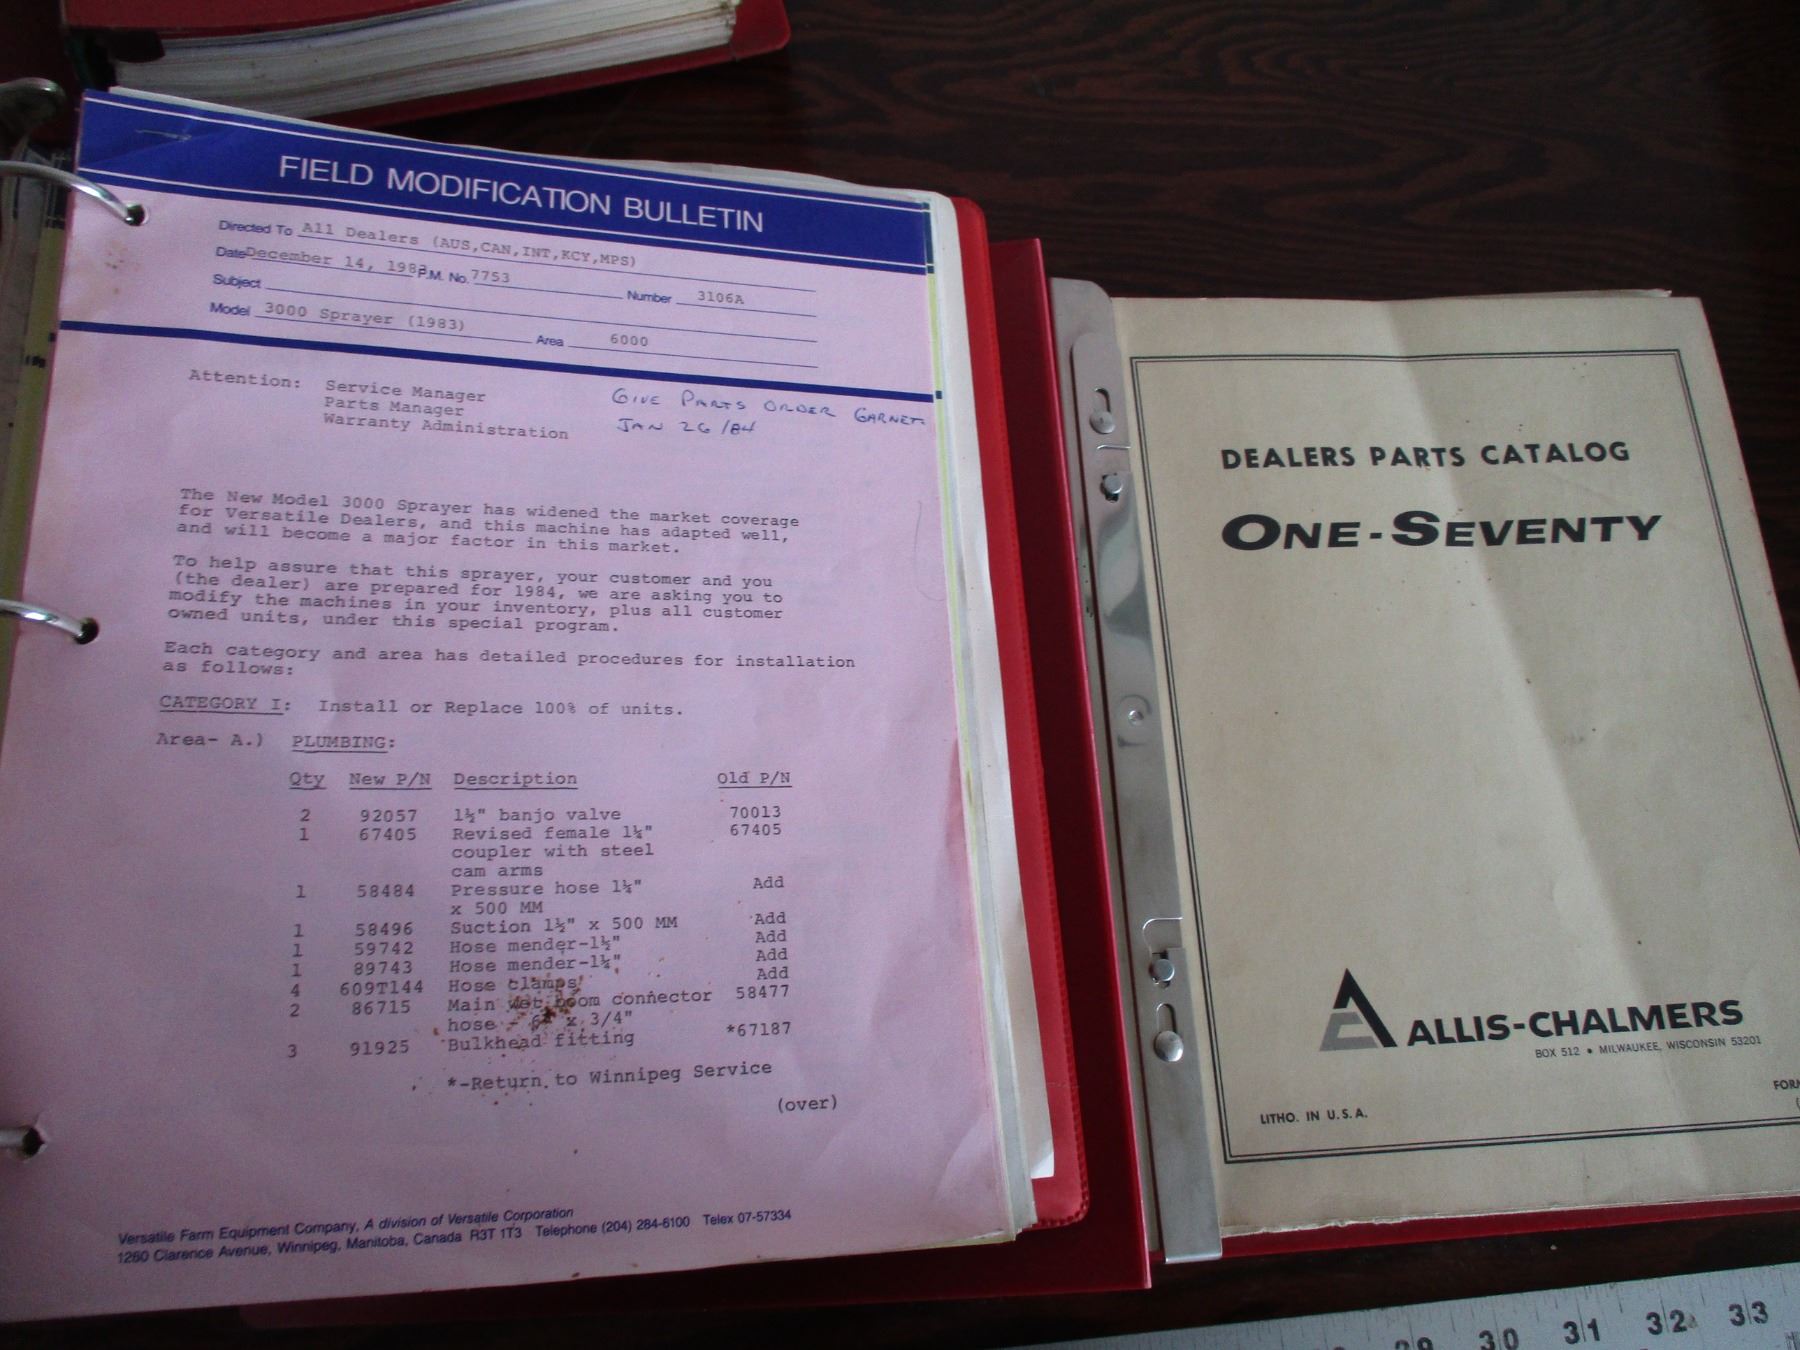 FIELD MODIFICATION BULLETIN
Directed To All Dealers (AUS,CAN,INT,KCY,MPS)
Date December 14, 1983 P.M. No. 7753
Subject Number 3106A
Model 3000 Sprayer (1983) Area 6000
Attention: Service Manager
Parts Manager
Warranty Administration
GIVE PARTS ORDER GARNET
JAN 26/84
The New Model 3000 Sprayer has widened the market coverage
for Versatile Dealers, and this machine has adapted well,
and will become a major factor in this market.
To help assure that this sprayer, your customer and you
(the dealer) are prepared for 1984, we are asking you to
modify the machines in your inventory, plus all customer
owned units, under this special program.
Each category and area has detailed procedures for installation
as follows:
CATEGORY I: Install or Replace 100% of units.
Area- A.) PLUMBING:
Qty New P/N Description Old P/N
2 92057 1½" banjo valve 70013
1 67405 Revised female 1¼" 67405
coupler with steel
cam arms
1 58484 Pressure hose 1¼" Add
x 500 MM
1 58496 Suction 1½" x 500 MM Add
1 59742 Hose mender-1½" Add
1 89743 Hose mender-1¼" Add
4 609T144 Hose clamps Add
2 86715 Main wet boom connector 58477
hose - x 3/4"
3 91925 Bulkhead fitting *67187
*-Return to Winnipeg Service
(over)
Versatile Farm Equipment Company, A division of Versatile Corporation
1260 Clarence Avenue, Winnipeg, Manitoba, Canada R3T 1T3 Telephone (204) 284-6100 Telex 07-57334
DEALERS PARTS CATALOG
ONE-SEVENTY
ALLIS-CHALMERS
BOX 512 • MILWAUKEE, WISCONSIN 53201
FORM
LITHO. IN U.S.A.
30 31 32 33